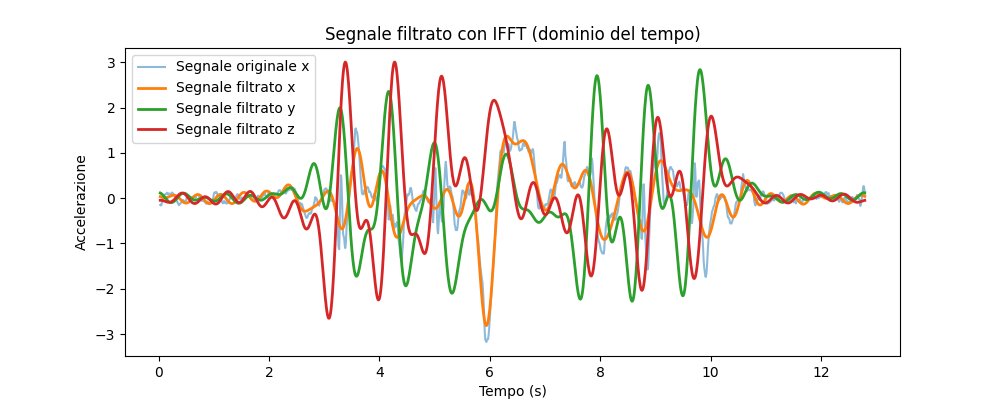 Segnale filtrato con IFFT (dominio del tempo)
Segnale originale x
Segnale filtrato x
Segnale filtrato y
Segnale filtrato z
Accelerazione
3
2
1
0
−1
−2
−3
0 2 4 6 8 10 12
Tempo (s)